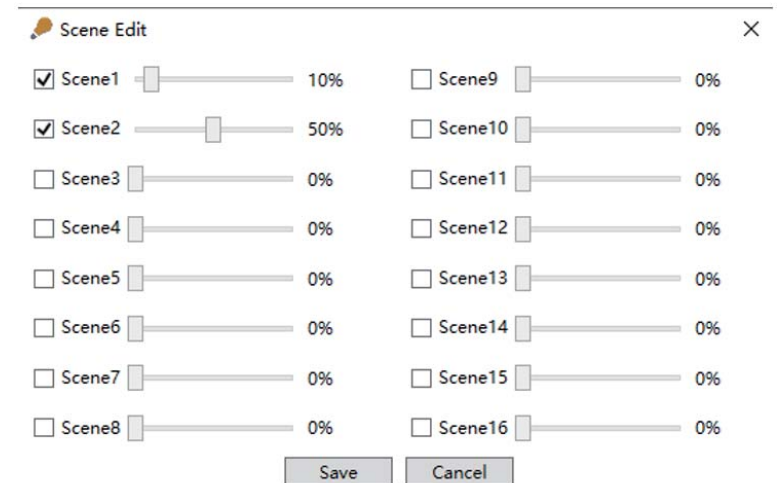 Scene Edit
Scene1 10% Scene9 0%
Scene2 50% Scene10 0%
Scene3 0% Scene11 0%
Scene4 0% Scene12 0%
Scene5 0% Scene13 0%
Scene6 0% Scene14 0%
Scene7 0% Scene15 0%
Scene8 0% Scene16 0%
Save Cancel